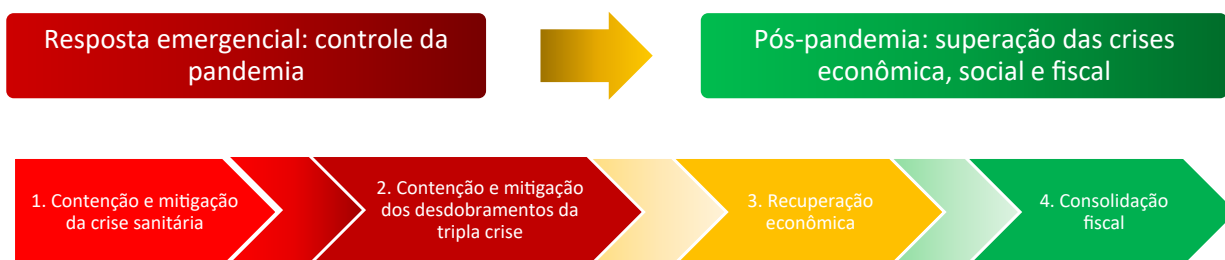 Resposta emergencial: controle da
pandemia
Pós-pandemia: superação das crises
econômica, social e fiscal
1. Contenção e mitigação
da crise sanitária
2. Contenção e mitigação
dos desdobramentos da
tripla crise
3. Recuperação
econômica
4. Consolidação
fiscal